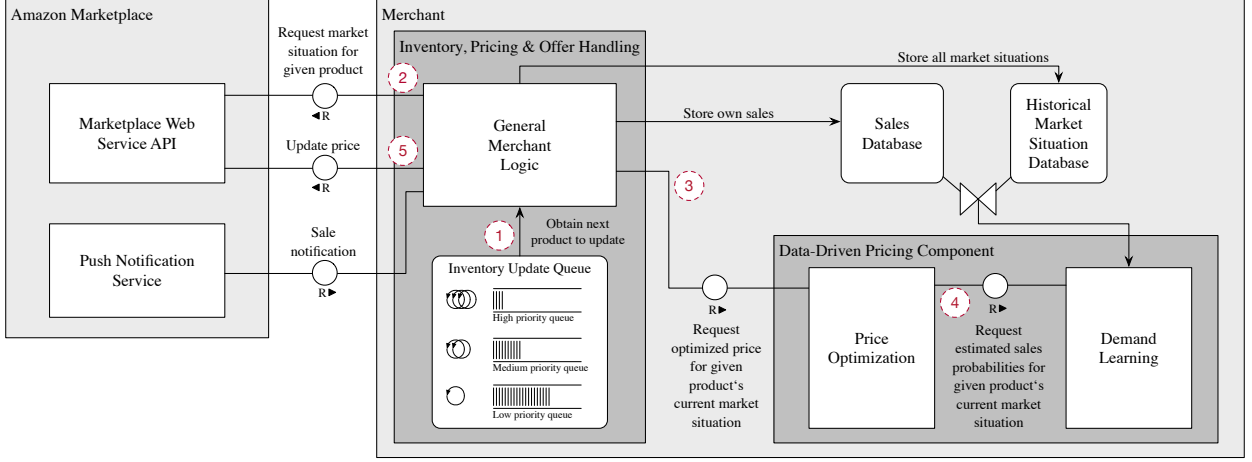 Amazon Marketplace
Request market
situation for
given product
R
Marketplace Web
Service API
Update price
R
Sale
notification
R
Push Notification
Service
Merchant
Inventory, Pricing & Offer Handling
2
5
General
Merchant
Logic
1
Obtain next
product to update
Inventory Update Queue
High priority queue
Medium priority queue
Low priority queue
Store all market situations
Store own sales
3
Sales
Database
Historical
Market
Situation
Database
R
Request
optimized price
for given
product‘s
current market
situation
Data-Driven Pricing Component
Price
Optimization
4
R
Request
estimated sales
probabilities for
given product‘s
current market
situation
Demand
Learning